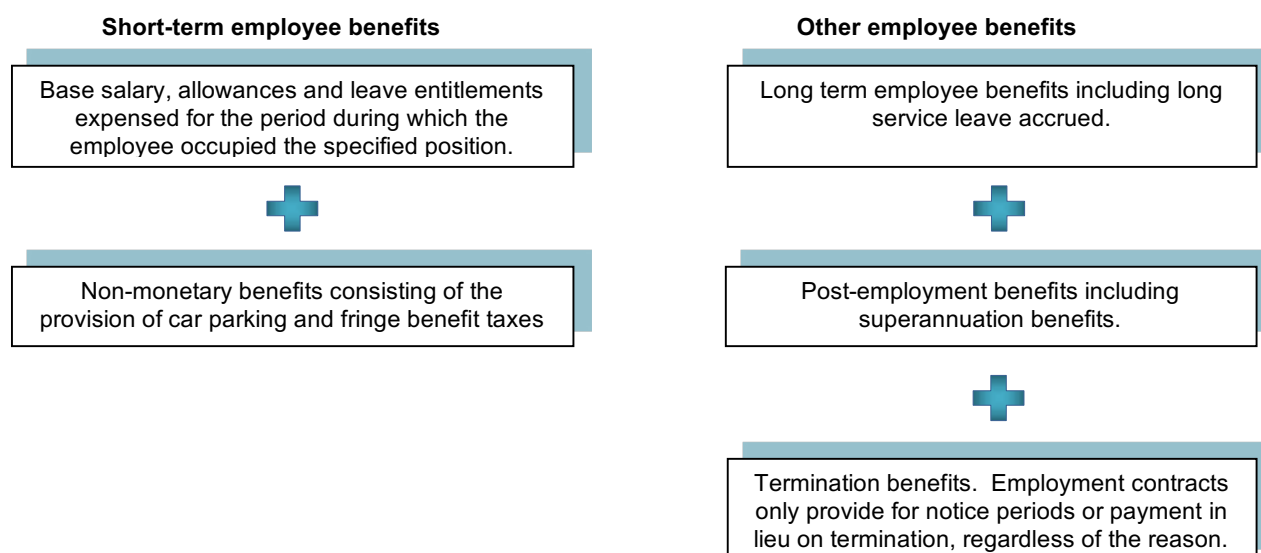 Short-term employee benefits
Base salary, allowances and leave entitlements
expensed for the period during which the
employee occupied the specified position.
Non-monetary benefits consisting of the
provision of car parking and fringe benefit taxes
Other employee benefits
Long term employee benefits including long
service leave accrued.
Post-employment benefits including
superannuation benefits.
Termination benefits.  Employment contracts
only provide for notice periods or payment in
lieu on termination, regardless of the reason.